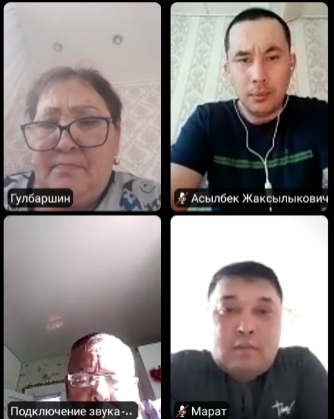 Гулбаршин
Асылбек Жаксылыкович
Подключение звука·..
Марат